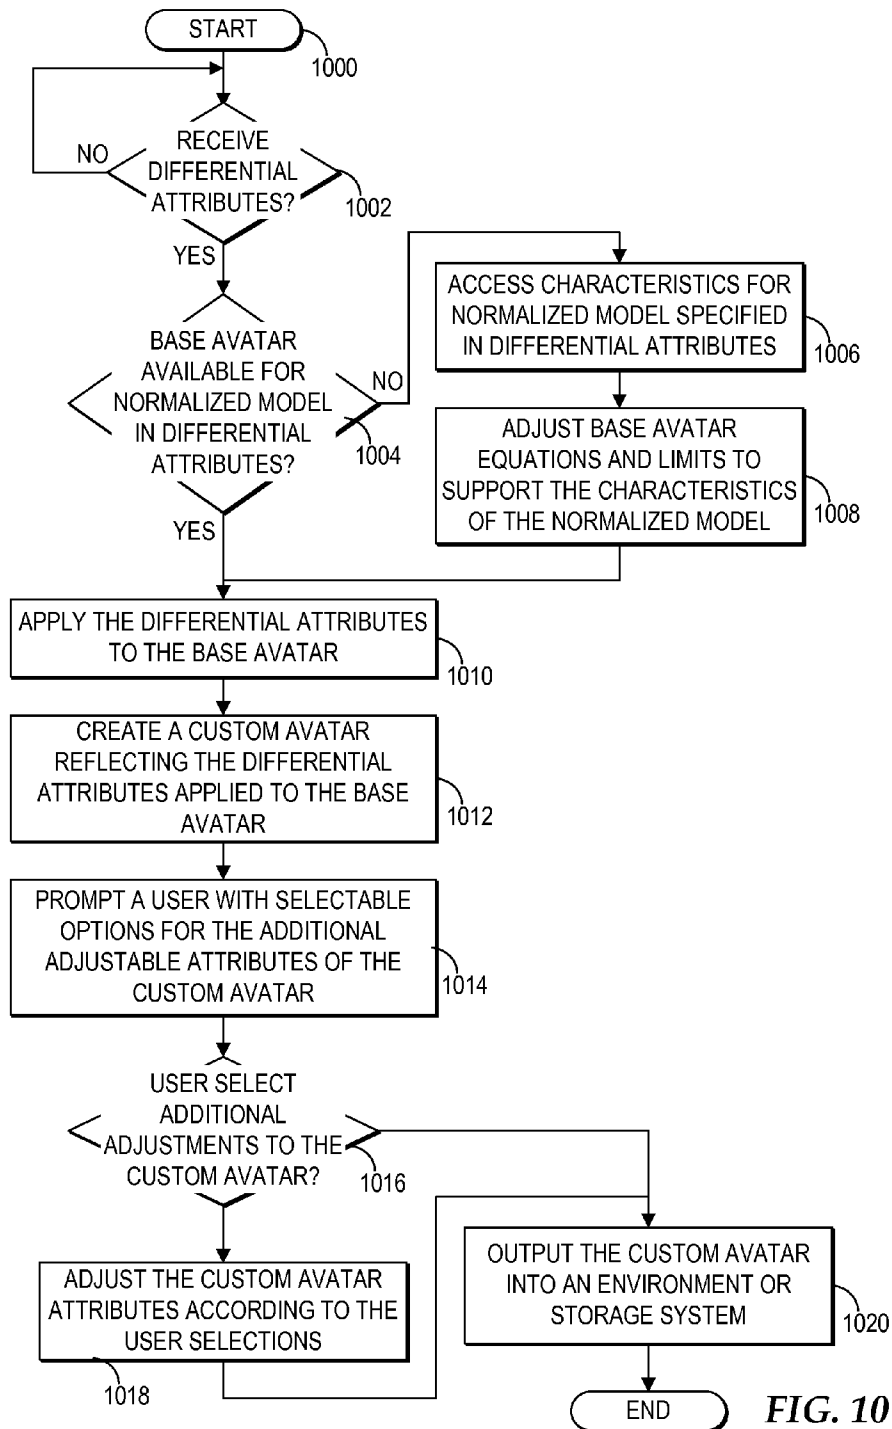 START
1000
RECEIVE
DIFFERENTIAL
ATTRIBUTES?
NO
1002
YES
BASE AVATAR
AVAILABLE FOR
NORMALIZED MODEL
IN DIFFERENTIAL
ATTRIBUTES?
NO
1004
YES
ACCESS CHARACTERISTICS FOR
NORMALIZED MODEL SPECIFIED
IN DIFFERENTIAL ATTRIBUTES
1006
ADJUST BASE AVATAR
EQUATIONS AND LIMITS TO
SUPPORT THE CHARACTERISTICS
OF THE NORMALIZED MODEL
1008
APPLY THE DIFFERENTIAL ATTRIBUTES
TO THE BASE AVATAR
1010
CREATE A CUSTOM AVATAR
REFLECTING THE DIFFERENTIAL
ATTRIBUTES APPLIED TO THE BASE
AVATAR
1012
PROMPT A USER WITH SELECTABLE
OPTIONS FOR THE ADDITIONAL
ADJUSTABLE ATTRIBUTES OF THE
CUSTOM AVATAR
1014
USER SELECT
ADDITIONAL
ADJUSTMENTS TO THE
CUSTOM AVATAR?
1016
ADJUST THE CUSTOM AVATAR
ATTRIBUTES ACCORDING TO THE
USER SELECTIONS
1018
OUTPUT THE CUSTOM AVATAR
INTO AN ENVIRONMENT OR
STORAGE SYSTEM
1020
END
FIG. 10